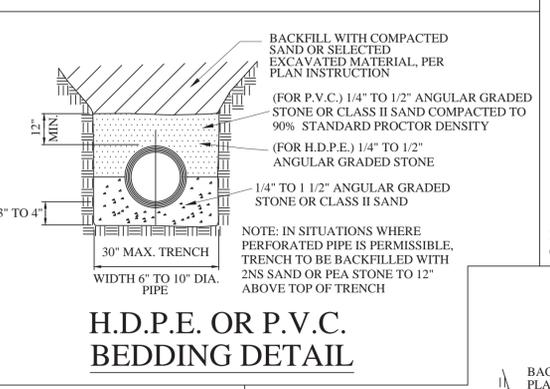 BACKFILL WITH COMPACTED
SAND OR SELECTED
EXCAVATED MATERIAL, PER
PLAN INSTRUCTION
(FOR P.V.C.) 1/4" TO 1/2" ANGULAR GRADED
STONE OR CLASS II SAND COMPACTED TO
90% STANDARD PROCTOR DENSITY
12"
MIN.
(FOR H.D.P.E.) 1/4" TO 1/2"
ANGULAR GRADED STONE
1/4" TO 1 1/2" ANGULAR GRADED
STONE OR CLASS II SAND
" TO 4"
NOTE: IN SITUATIONS WHERE
PERFORATED PIPE IS PERMISSIBLE,
TRENCH TO BE BACKFILLED WITH
2NS SAND OR PEA STONE TO 12"
ABOVE TOP OF TRENCH
30" MAX. TRENCH
WIDTH 6" TO 10" DIA.
PIPE
H.D.P.E. OR P.V.C.
BEDDING DETAIL
BAC
PLA